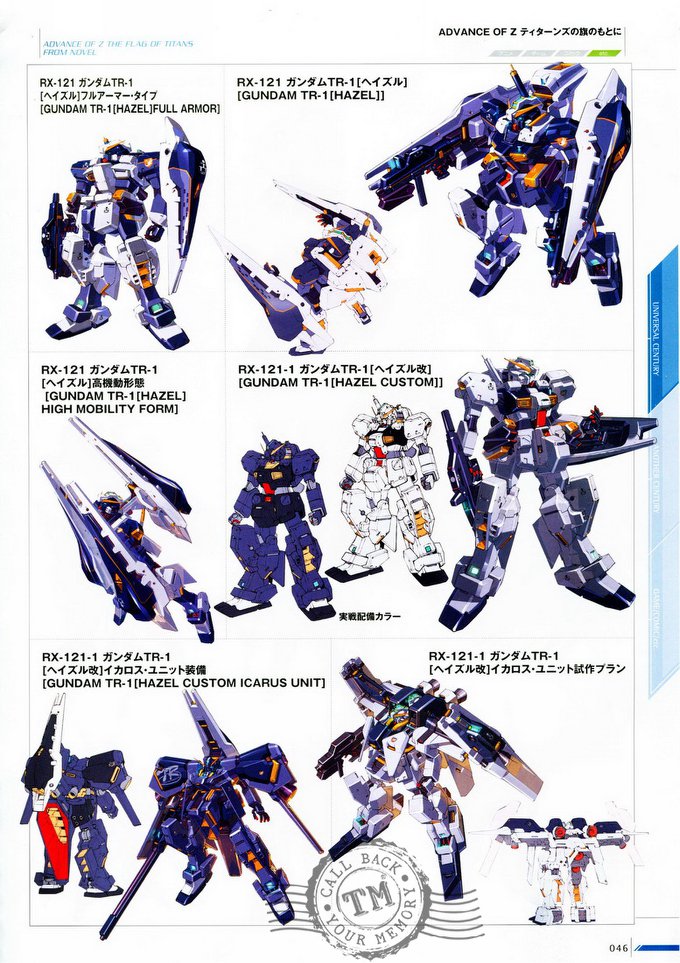 ADVANCE OF Z THE FLAG OF TITANS
FROM NOVEL
ADVANCE OF Z ティターンズの旗のもとに
RX-121 ガンダムTR-1
[ヘイズル]フルアーマー・タイプ
[GUNDAM TR-1[HAZEL]FULL ARMOR]
RX-121 ガンダムTR-1[ヘイズル]
[GUNDAM TR-1[HAZEL]]
RX-121 ガンダムTR-1
[ヘイズル]高機動形態
[GUNDAM TR-1[HAZEL]
HIGH MOBILITY FORM]
RX-121-1 ガンダムTR-1[ヘイズル改]
[GUNDAM TR-1[HAZEL CUSTOM]]
実戦配備カラー
RX-121-1 ガンダムTR-1
[ヘイズル改]イカロス・ユニット装備
[GUNDAM TR-1[HAZEL CUSTOM ICARUS UNIT]
RX-121-1 ガンダムTR-1
[ヘイズル改]イカロス・ユニット試作プラン
UNIVERSAL CENTURY
ANOTHER CENTURY
GAME/COMIC/etc.
TR
CALL BACK
TM
YOUR MEMORY
046